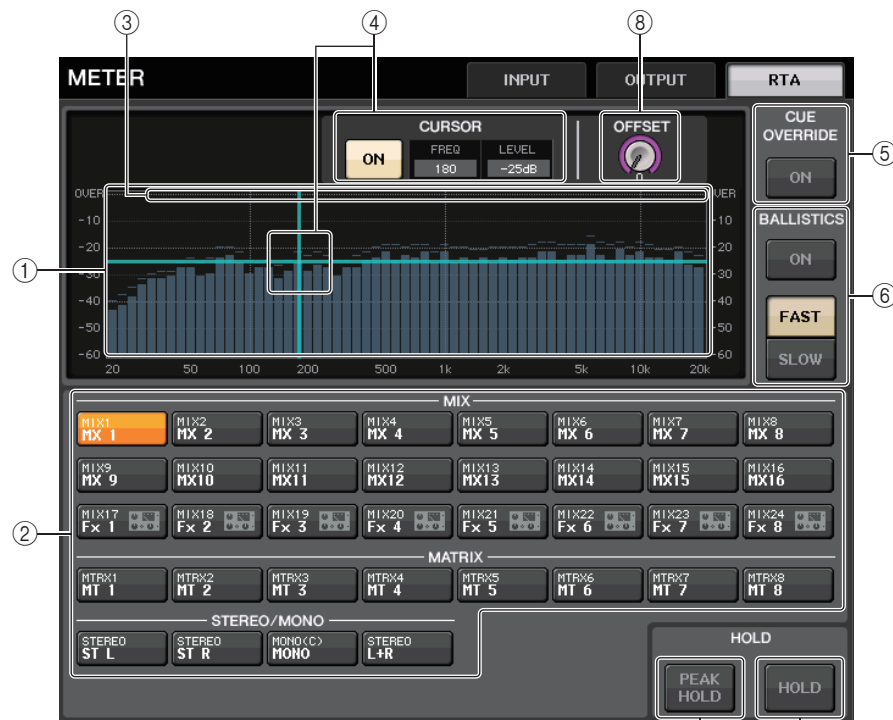 ③ ④ ⑧
METER INPUT OUTPUT RTA
CURSOR OFFSET CUE OVERRIDE
ON FREQ 180 LEVEL -25dB ON ⑤
OVER VER
-10 -10 BALLISTICS
-20 -20 ON
① -30 -30 ⑥
-40 -40 FAST
-50 -50 SLOW
-60 -60
20 50 100 200 500 1k 2k 5k 10k 20k
MIX
MIX1 MIX2 MIX3 MIX4 MIX5 MIX6 MIX7 MIX8
MX 1 MX 2 MX 3 MX 4 MX 5 MX 6 MX 7 MX 8
MIX9 MIX10 MIX11 MIX12 MIX13 MIX14 MIX15 MIX16
MX 9 MX10 MX11 MX12 MX13 MX14 MX15 MX16
MIX17 MIX18 MIX19 MIX20 MIX21 MIX22 MIX23 MIX24
② Fx 1 Fx 2 Fx 3 Fx 4 Fx 5 Fx 6 Fx 7 Fx 8
MATRIX
MTRX1 MTRX2 MTRX3 MTRX4 MTRX5 MTRX6 MTRX7 MTRX8
MT 1 MT 2 MT 3 MT 4 MT 5 MT 6 MT 7 MT 8
STEREO/MONO
STEREO STEREO MONO(C) STEREO
ST L ST R MONO L+R
HOLD
PEAK HOLD HOLD